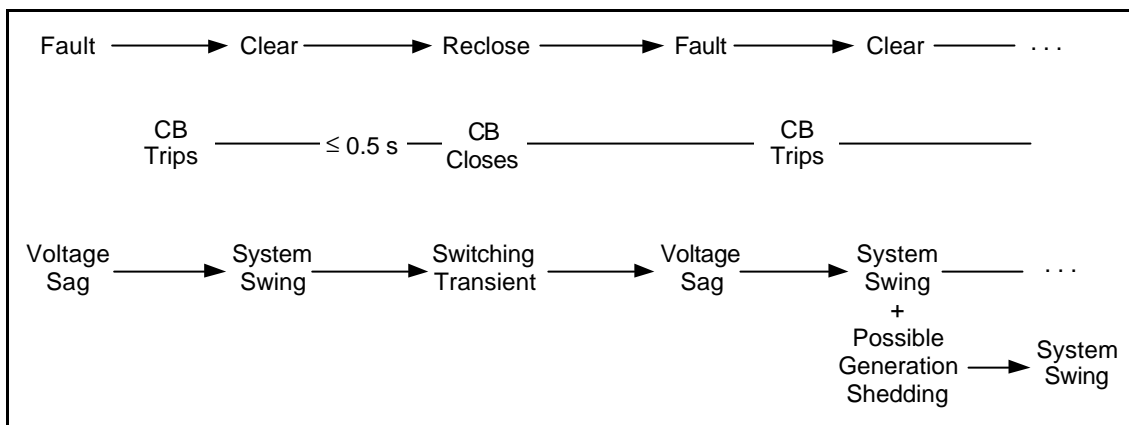 Fault Clear Reclose Fault Clear . . .
CB
Trips
≤ 0.5 s
CB
Closes
CB
Trips
Voltage
Sag
System
Swing
Switching
Transient
Voltage
Sag
System
Swing
+
Possible
Generation
Shedding
. . .
System
Swing